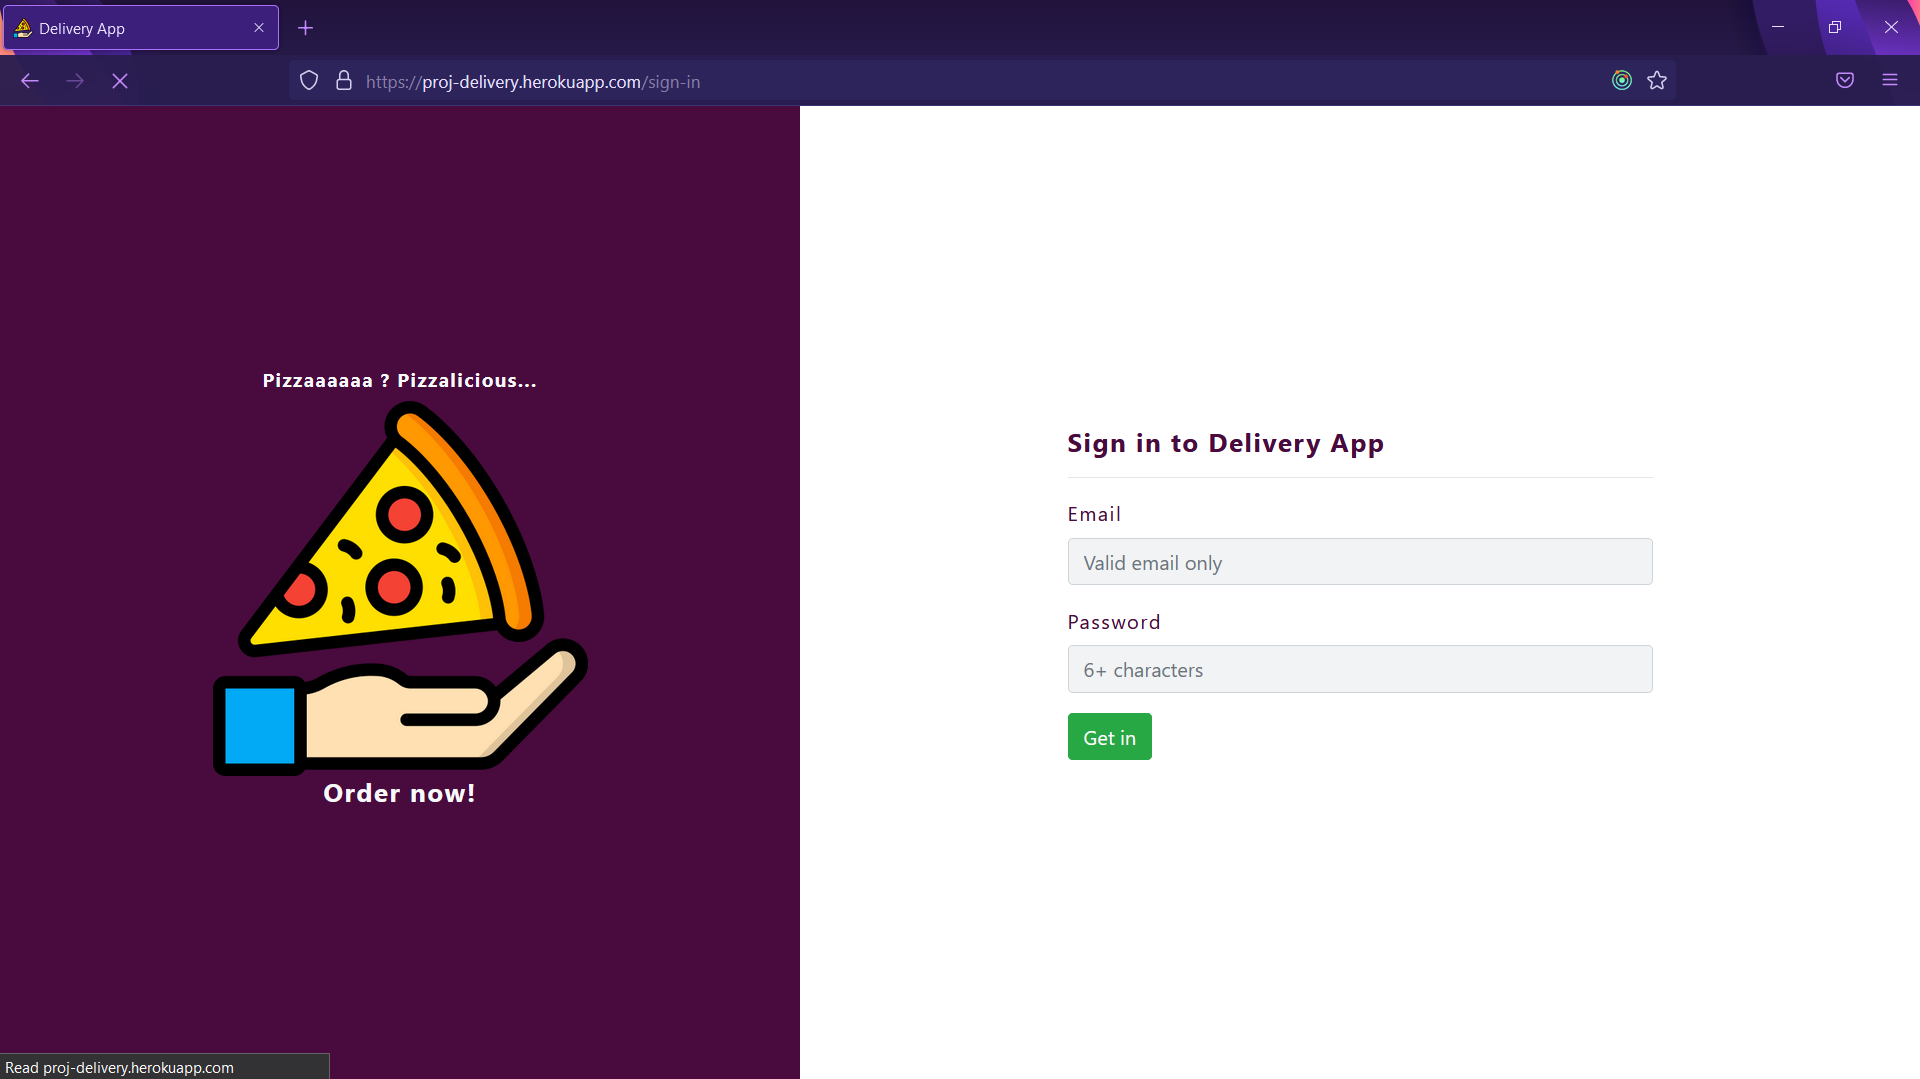 Delivery App
https://proj-delivery.herokuapp.com/sign-in
Pizzaaaaaa ? Pizzalicious...
Order now!
Sign in to Delivery App
Email
Valid email only
Password
6+ characters
Get in
Read proj-delivery.herokuapp.com